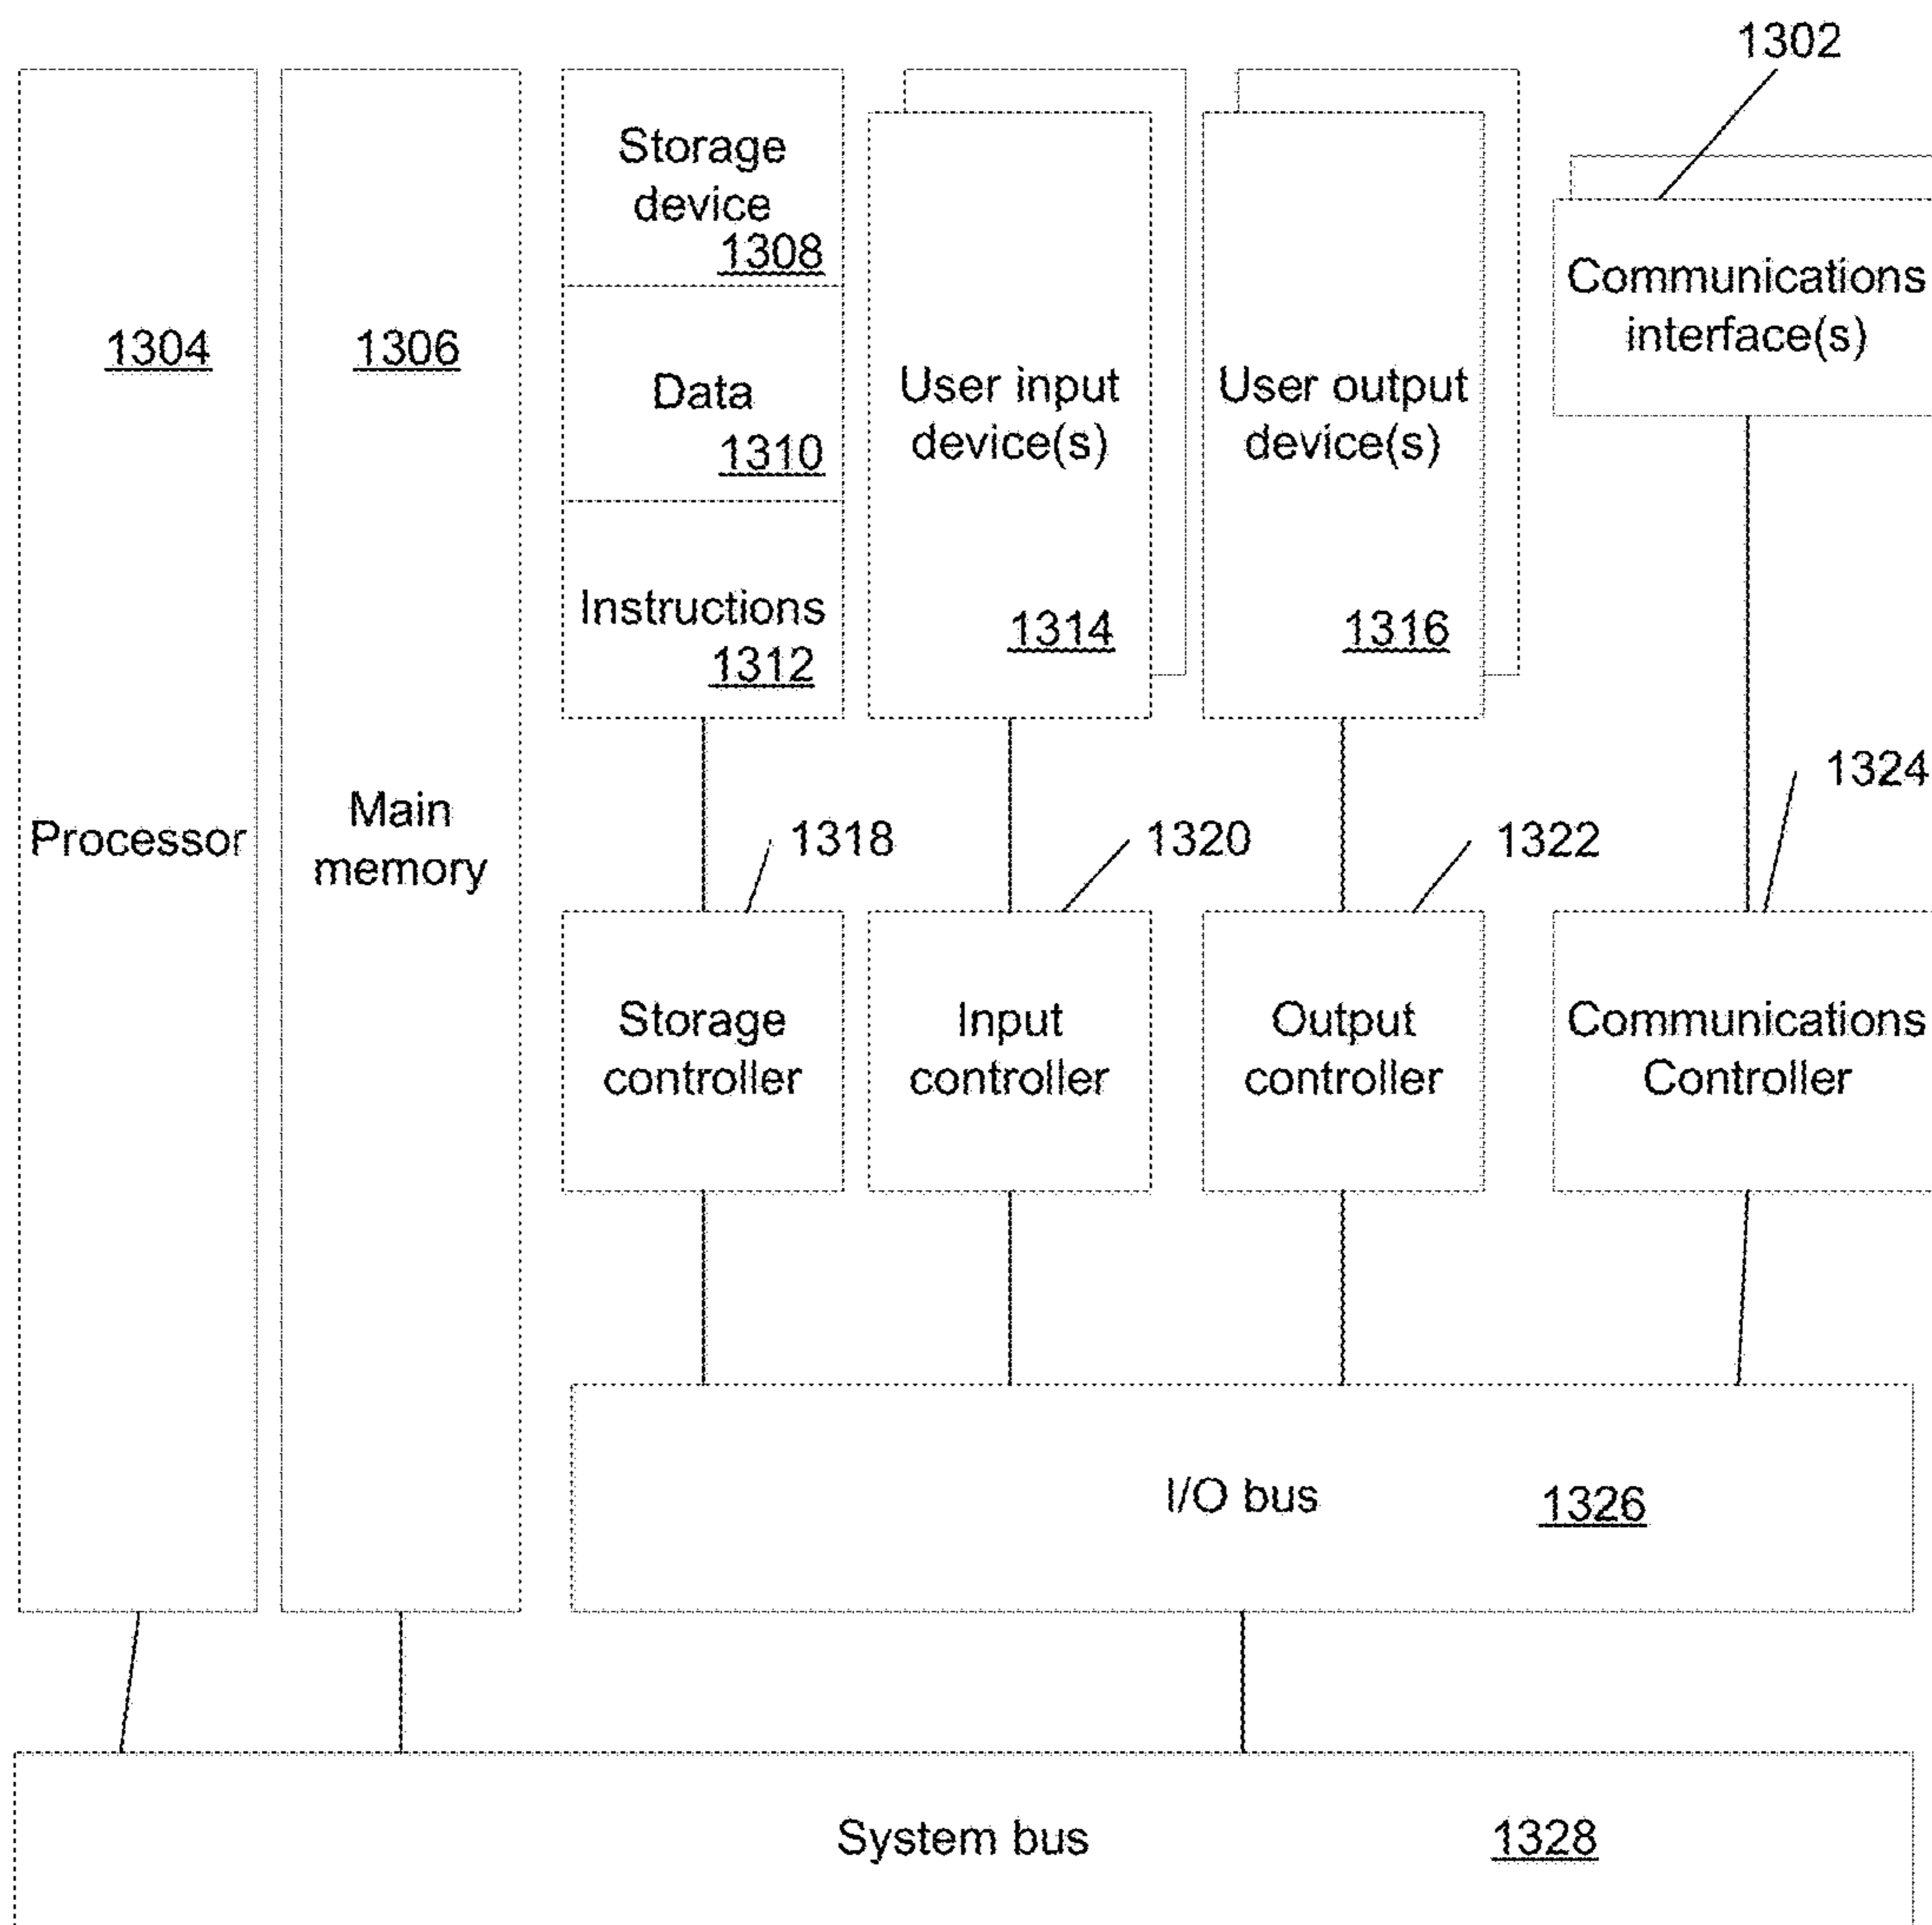 1302
Storage
device
1308
Communications
interface(s)
1304
1306
Data
1310
User input
device(s)
User output
device(s)
Instructions
1312
1314
1316
1324
Processor
Main
memory
1318
1320
1322
Storage
controller
Input
controller
Output
controller
Communications
Controller
I/O bus
1326
System bus
1328